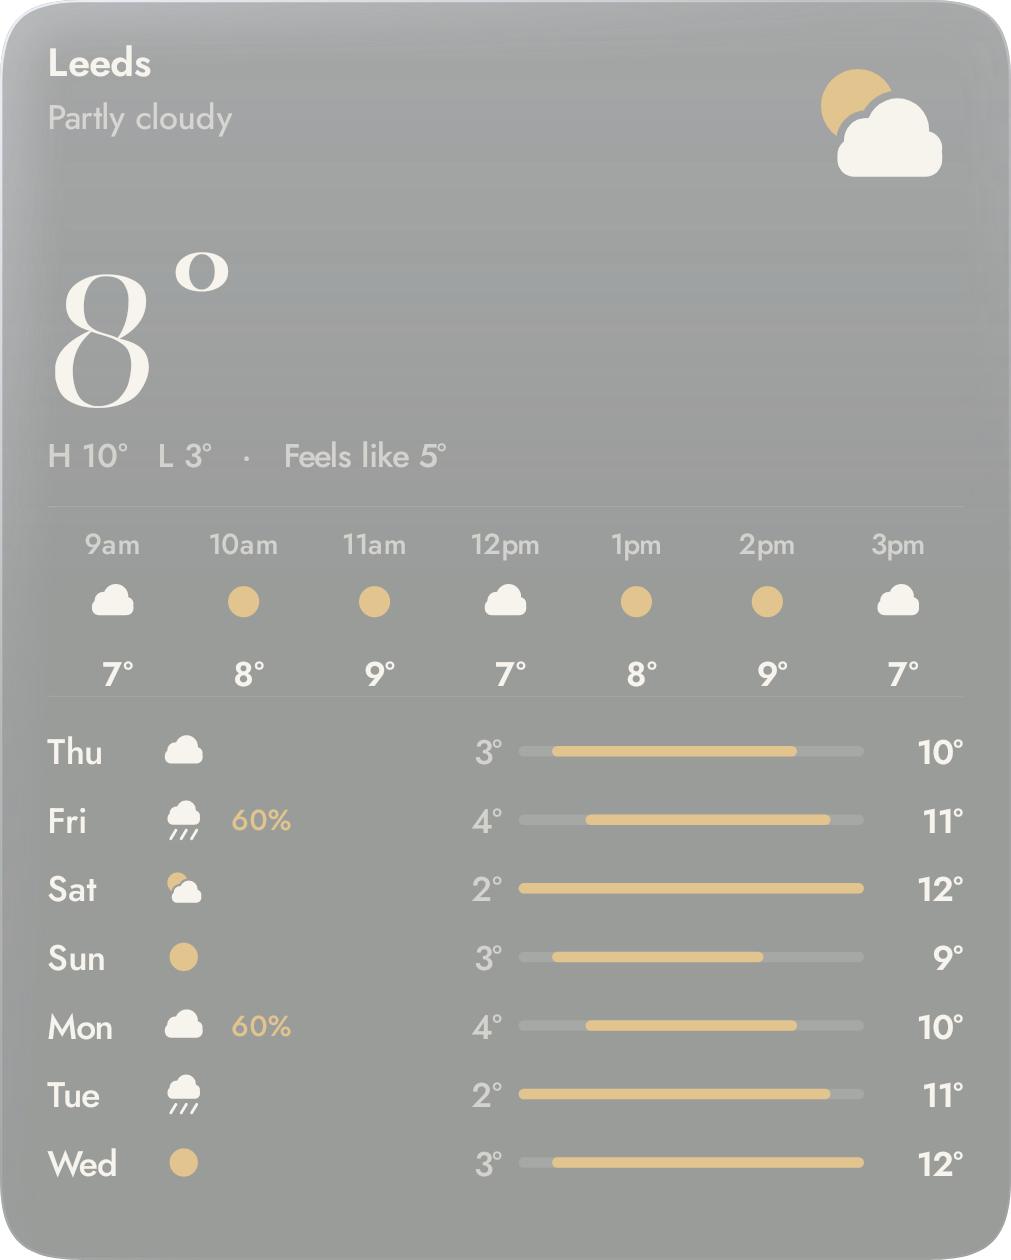 Leeds
Partly cloudy
8°
H 10° L 3° · Feels like 5°
9am 10am 11am 12pm 1pm 2pm 3pm
7° 8° 9° 7° 8° 9° 7°
Thu 3° 10°
Fri 60% 4° 11°
Sat 2° 12°
Sun 3° 9°
Mon 60% 4° 10°
Tue 2° 11°
Wed 3° 12°